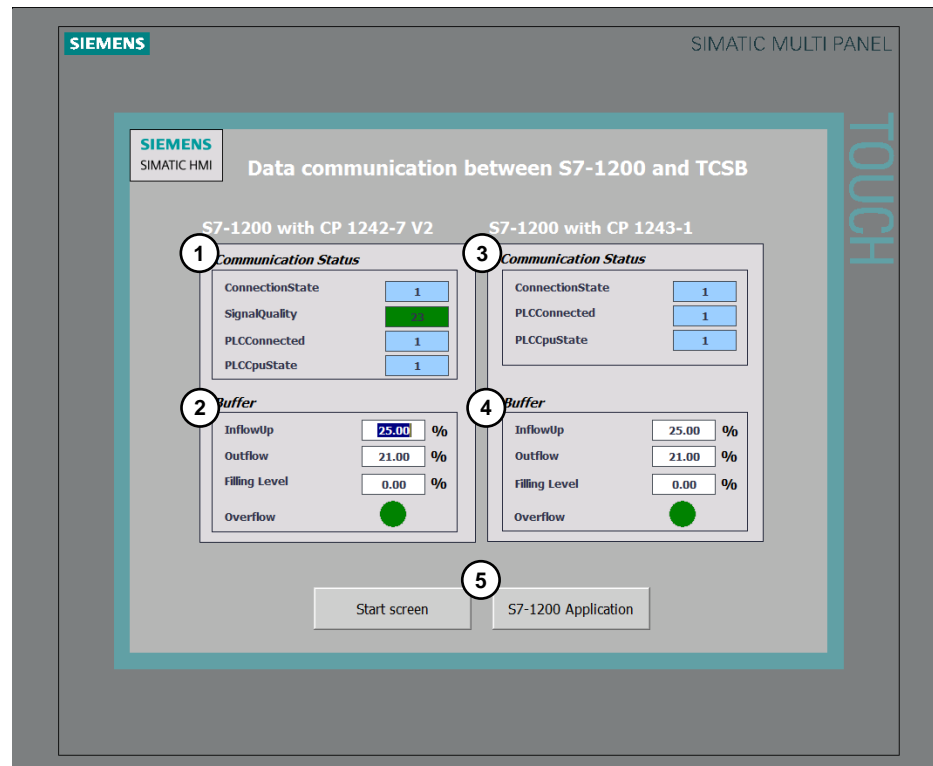 SIEMENS
SIMATIC MULTI PANEL
TOUCH
SIEMENS
SIMATIC HMI
Data communication between S7-1200 and TCSB
S7-1200 with CP 1242-7 V2
1
Communication Status
ConnectionState 1
SignalQuality 23
PLCConnected 1
PLCCpuState 1
2
Buffer
InflowUp 25.00 %
Outflow 21.00 %
Filling Level 0.00 %
Overflow
S7-1200 with CP 1243-1
3
Communication Status
ConnectionState 1
PLCConnected 1
PLCCpuState 1
4
Buffer
InflowUp 25.00 %
Outflow 21.00 %
Filling Level 0.00 %
Overflow
5
Start screen
S7-1200 Application